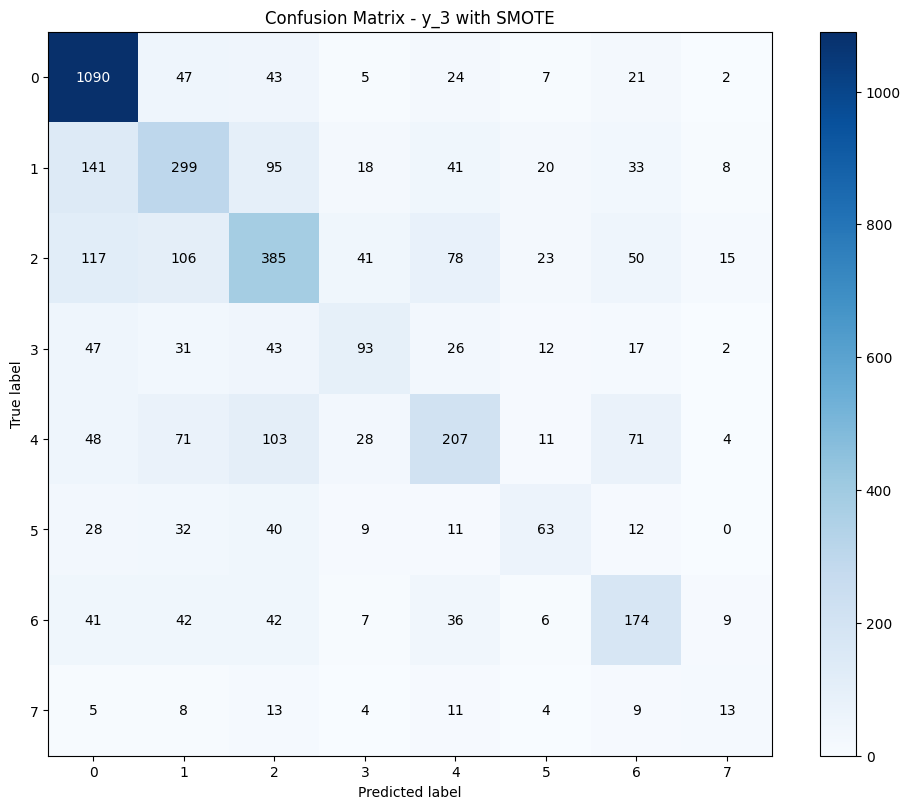 Confusion Matrix - y_3 with SMOTE
0 1090 47 43 5 24 7 21 2
1 141 299 95 18 41 20 33 8
2 117 106 385 41 78 23 50 15
3 47 31 43 93 26 12 17 2
4 48 71 103 28 207 11 71 4
5 28 32 40 9 11 63 12 0
6 41 42 42 7 36 6 174 9
7 5 8 13 4 11 4 9 13
0 1 2 3 4 5 6 7
True label
Predicted label
1000
800
600
400
200
0